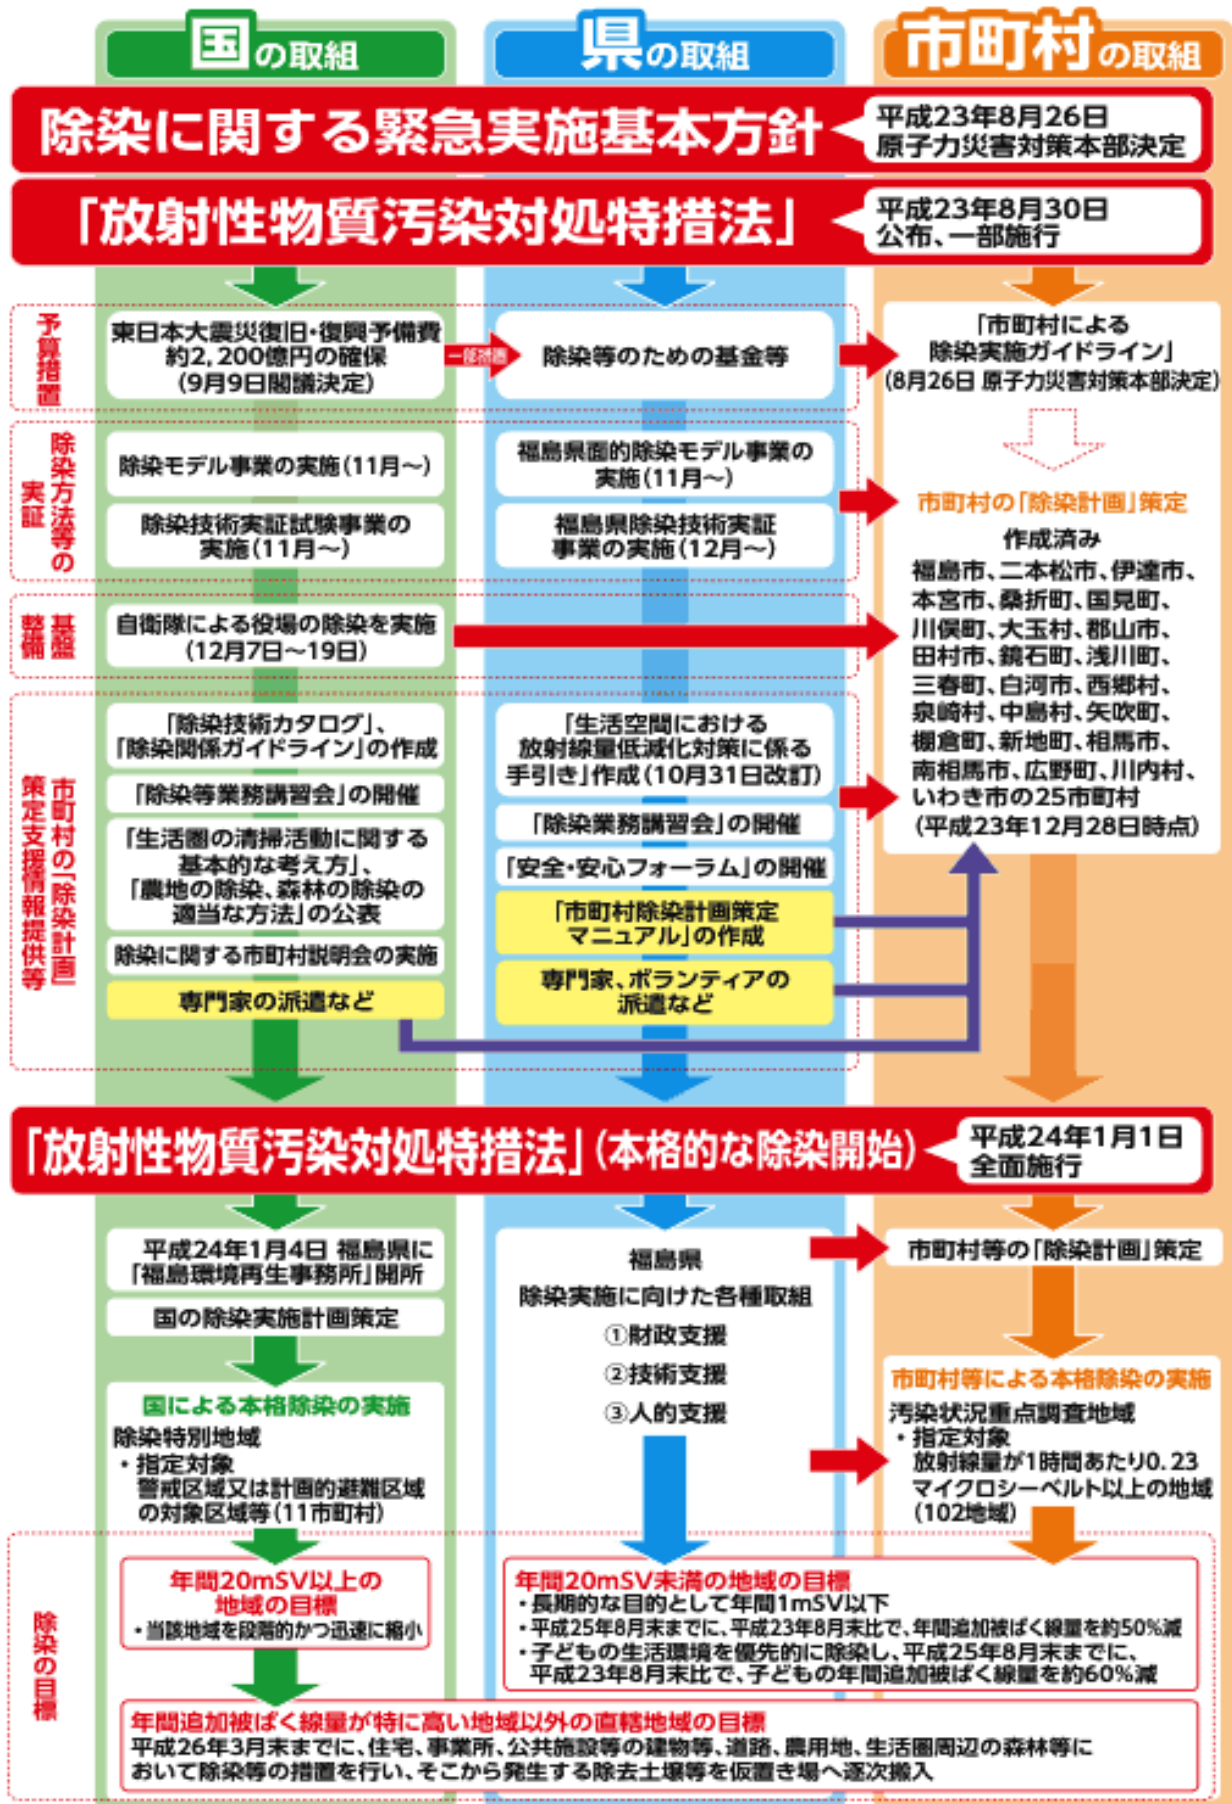 国の取組
県の取組
市町村の取組
除染に関する緊急実施基本方針
平成23年8月26日
原子力災害対策本部決定
「放射性物質汚染対処特措法」
平成23年8月30日
公布、一部施行
予算措置
東日本大震災復旧・復興予備費
約2,200億円の確保
(9月9日閣議決定)
一部措置
除染等のための基金等
「市町村による
除染実施ガイドライン」
(8月26日 原子力災害対策本部決定)
除染方法等の
実証
除染モデル事業の実施(11月〜)
除染技術実証試験事業の
実施(11月〜)
福島県面的除染モデル事業の
実施(11月〜)
福島県除染技術実証
事業の実施(12月〜)
市町村の「除染計画」策定
作成済み
福島市、二本松市、伊達市、
本宮市、桑折町、国見町、
川俣町、大玉村、郡山市、
田村市、鏡石町、浅川町、
三春町、白河市、西郷村、
泉崎村、中島村、矢吹町、
棚倉町、新地町、相馬市、
南相馬市、広野町、川内村、
いわき市の25市町村
(平成23年12月28日時点)
基盤
整備
自衛隊による役場の除染を実施
(12月7日〜19日)
市町村の「除染計画」
策定支援情報提供等
「除染技術カタログ」、
「除染関係ガイドライン」の作成
「除染等業務講習会」の開催
「生活圏の清掃活動に関する
基本的な考え方」、
「農地の除染、森林の除染の
適当な方法」の公表
除染に関する市町村説明会の実施
専門家の派遣など
「生活空間における
放射線量低減化対策に係る
手引き」作成(10月31日改訂)
「除染業務講習会」の開催
「安全・安心フォーラム」の開催
「市町村除染計画策定
マニュアル」の作成
専門家、ボランティアの
派遣など
「放射性物質汚染対処特措法」(本格的な除染開始)
平成24年1月1日
全面施行
平成24年1月4日 福島県に
「福島環境再生事務所」開所
国の除染実施計画策定
国による本格除染の実施
除染特別地域
・指定対象
警戒区域又は計画的避難区域
の対象区域等(11市町村)
福島県
除染実施に向けた各種取組
①財政支援
②技術支援
③人的支援
市町村等の「除染計画」策定
市町村等による本格除染の実施
汚染状況重点調査地域
・指定対象
放射線量が1時間あたり0.23
マイクロシーベルト以上の地域
(102地域)
除染の目標
年間20mSV以上の
地域の目標
・当該地域を段階的かつ迅速に縮小
年間20mSV未満の地域の目標
・長期的な目的として年間1mSV以下
・平成25年8月末までに、平成23年8月末比で、年間追加被ばく線量を約50%減
・子どもの生活環境を優先的に除染し、平成25年8月末までに、
平成23年8月末比で、子どもの年間追加被ばく線量を約60%減
年間追加被ばく線量が特に高い地域以外の直轄地域の目標
平成26年3月末までに、住宅、事業所、公共施設等の建物等、道路、農用地、生活圏周辺の森林等に
おいて除染等の措置を行い、そこから発生する除去土壌等を仮置き場へ逐次搬入